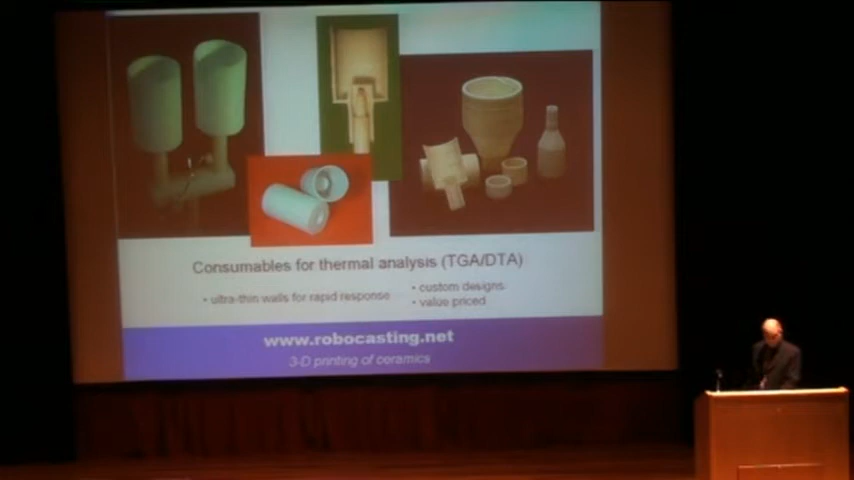 Consumables for thermal analysis (TGA/DTA)
• ultra-thin walls for rapid response
• custom designs
• value priced
www.robocasting.net
3-D printing of ceramics